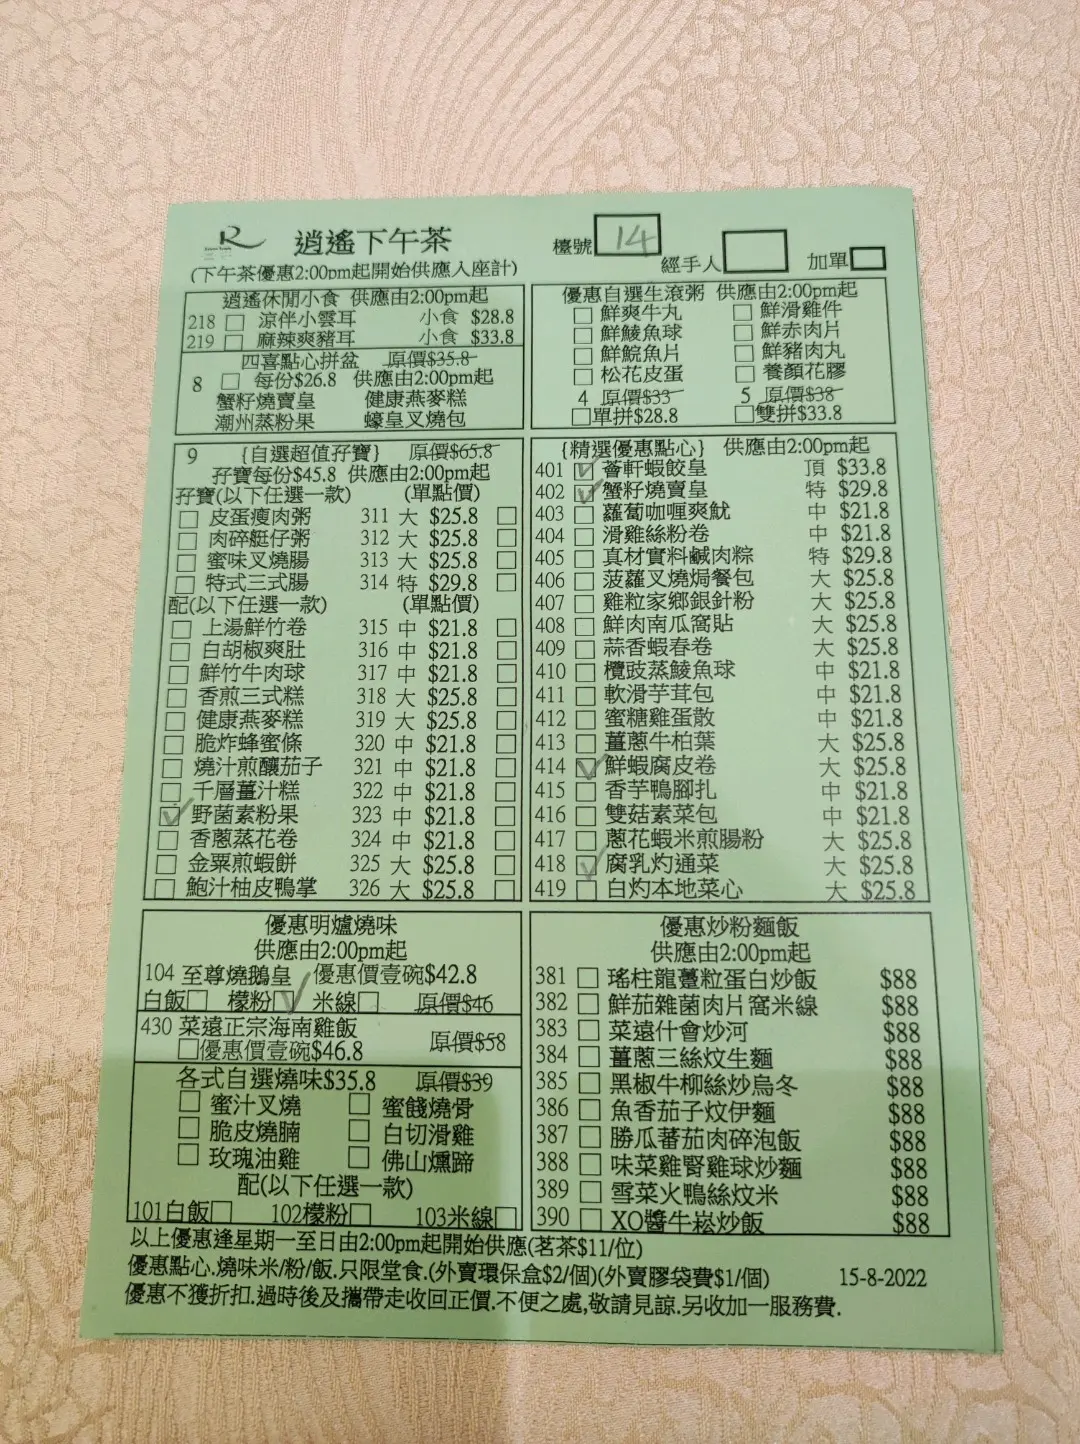 R 逍遙下午茶 檯號 14 經手人 加單
(下午茶優惠2:00pm起開始供應入座計)
逍遙休閒小食 供應由2:00pm起
218 □ 涼伴小雲耳 小食 $28.8
219 □ 麻辣爽豬耳 小食 $33.8
四喜點心拼盆 原價$35.8
8 □ 每份$26.8 供應由2:00pm起
蟹籽燒賣皇 健康燕麥糕
潮州蒸粉果 蠔皇叉燒包
優惠自選生滾粥 供應由2:00pm起
□ 鮮爽牛丸 □ 鮮滑雞件
□ 鮮鯪魚球 □ 鮮赤肉片
□ 鮮鯇魚片 □ 鮮豬肉丸
□ 松花皮蛋 □ 養顏花膠
4 原價$33 5 原價$38
□單拼$28.8 □雙拼$33.8
9 {自選超值孖寶} 原價$65.8
孖寶每份$45.8 供應由2:00pm起
孖寶(以下任選一款) (單點價)
□ 皮蛋瘦肉粥 311 大 $25.8 □
□ 肉碎艇仔粥 312 大 $25.8 □
□ 蜜味叉燒腸 313 大 $25.8 □
□ 特式三式腸 314 特 $29.8 □
配(以下任選一款) (單點價)
□ 上湯鮮竹卷 315 中 $21.8 □
□ 白胡椒爽肚 316 中 $21.8 □
□ 鮮竹牛肉球 317 中 $21.8 □
□ 香煎三式糕 318 大 $25.8 □
□ 健康燕麥糕 319 大 $25.8 □
□ 脆炸蜂蜜條 320 中 $21.8 □
□ 燒汁煎釀茄子 321 中 $21.8 □
□ 千層薑汁糕 322 中 $21.8 □
☑ 野菌素粉果 323 中 $21.8 □
□ 香蔥蒸花卷 324 中 $21.8 □
□ 金粟煎蝦餅 325 大 $25.8 □
□ 鮑汁柚皮鴨掌 326 大 $25.8 □
{精選優惠點心} 供應由2:00pm起
401 ☑ 薈軒蝦餃皇 頂 $33.8
402 ☑ 蟹籽燒賣皇 特 $29.8
403 □ 蘿蔔咖喱爽魷 中 $21.8
404 □ 滑雞絲粉卷 中 $21.8
405 □ 真材實料鹹肉粽 特 $29.8
406 □ 菠蘿叉燒焗餐包 大 $25.8
407 □ 雞粒家鄉銀針粉 大 $25.8
408 □ 鮮肉南瓜窩貼 大 $25.8
409 □ 蒜香蝦春卷 大 $25.8
410 □ 欖豉蒸鯪魚球 中 $21.8
411 □ 軟滑芋茸包 中 $21.8
412 □ 蜜糖雞蛋散 中 $21.8
413 □ 薑蔥牛柏葉 大 $25.8
414 ☑ 鮮蝦腐皮卷 大 $25.8
415 □ 香芋鴨腳扎 中 $21.8
416 □ 雙菇素菜包 中 $21.8
417 □ 蔥花蝦米煎腸粉 大 $25.8
418 ☑ 腐乳灼通菜 大 $25.8
419 □ 白灼本地菜心 大 $25.8
優惠明爐燒味
供應由2:00pm起
104 至尊燒鵝皇 優惠價壹碗$42.8
白飯□ 檬粉☑ 米線□ 原價$46
430 菜遠正宗海南雞飯
□優惠價壹碗$46.8 原價$58
各式自選燒味$35.8 原價$39
□ 蜜汁叉燒 □ 蜜餞燒骨
□ 脆皮燒腩 □ 白切滑雞
□ 玫瑰油雞 □ 佛山燻蹄
配(以下任選一款)
101白飯□ 102檬粉□ 103米線□
優惠炒粉麵飯
供應由2:00pm起
381 □ 瑤柱龍躉粒蛋白炒飯 $88
382 □ 鮮茄雜菌肉片窩米線 $88
383 □ 菜遠什會炒河 $88
384 □ 薑蔥三絲炆生麵 $88
385 □ 黑椒牛柳絲炒烏冬 $88
386 □ 魚香茄子炆伊麵 $88
387 □ 勝瓜蕃茄肉碎泡飯 $88
388 □ 味菜雞腎雞球炒麵 $88
389 □ 雪菜火鴨絲炆米 $88
390 □ XO醬牛崧炒飯 $88
以上優惠逢星期一至日由2:00pm起開始供應(茗茶$11/位)
優惠點心.燒味米/粉/飯.只限堂食.(外賣環保盒$2/個)(外賣膠袋費$1/個) 15-8-2022
優惠不獲折扣.過時後及攜帶走收回正價.不便之處,敬請見諒.另收加一服務費.